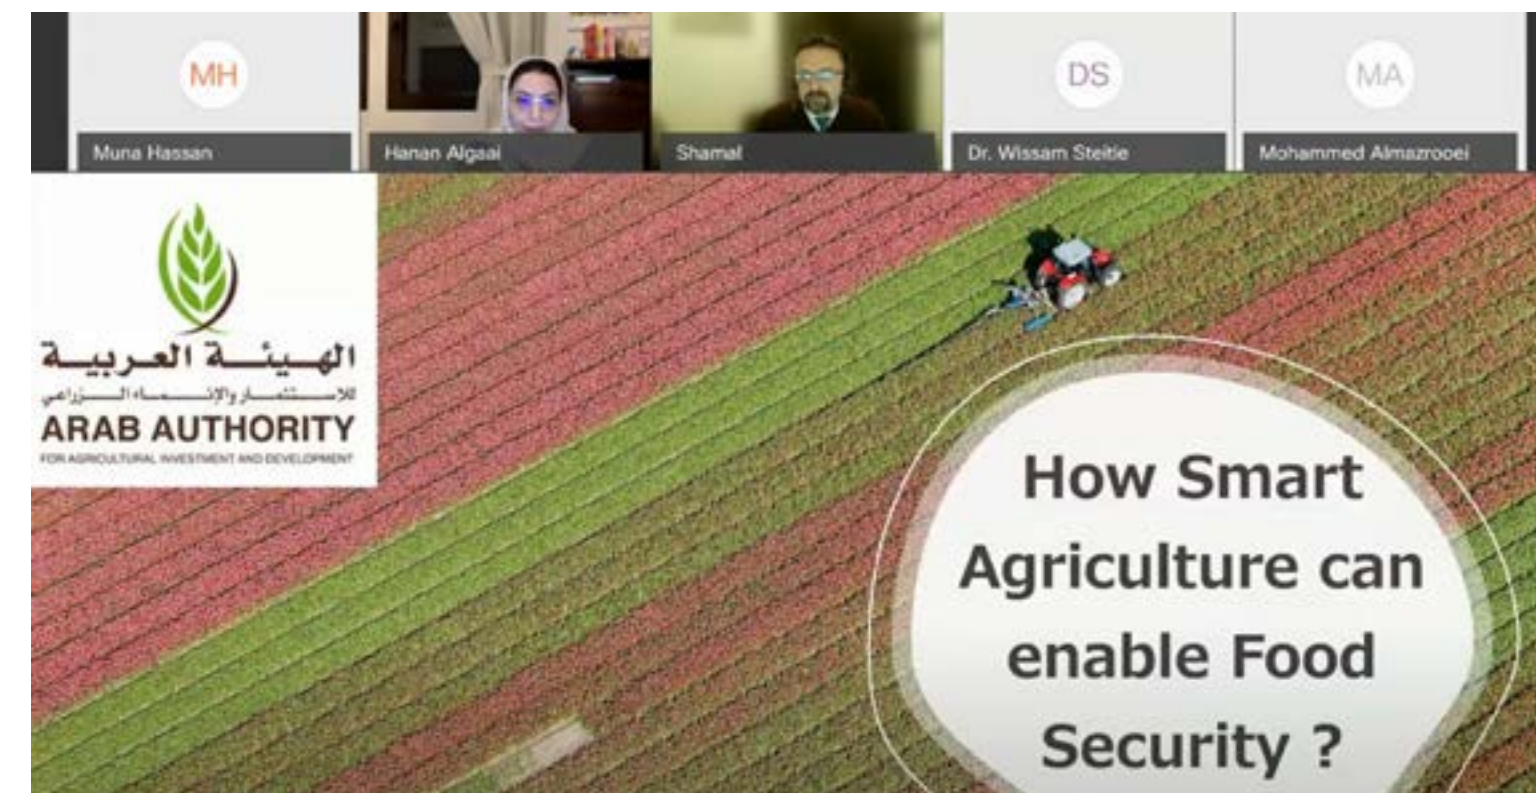 MH
Muna Hassan
Hanan Algaai
Shamal
DS
Dr. Wissam Steitie
MA
Mohammed Almazrooei
الهيئة العربية
للاستثمار والإنماء الزراعي
ARAB AUTHORITY
FOR AGRICULTURAL INVESTMENT AND DEVELOPMENT
How Smart
Agriculture can
enable Food
Security ?